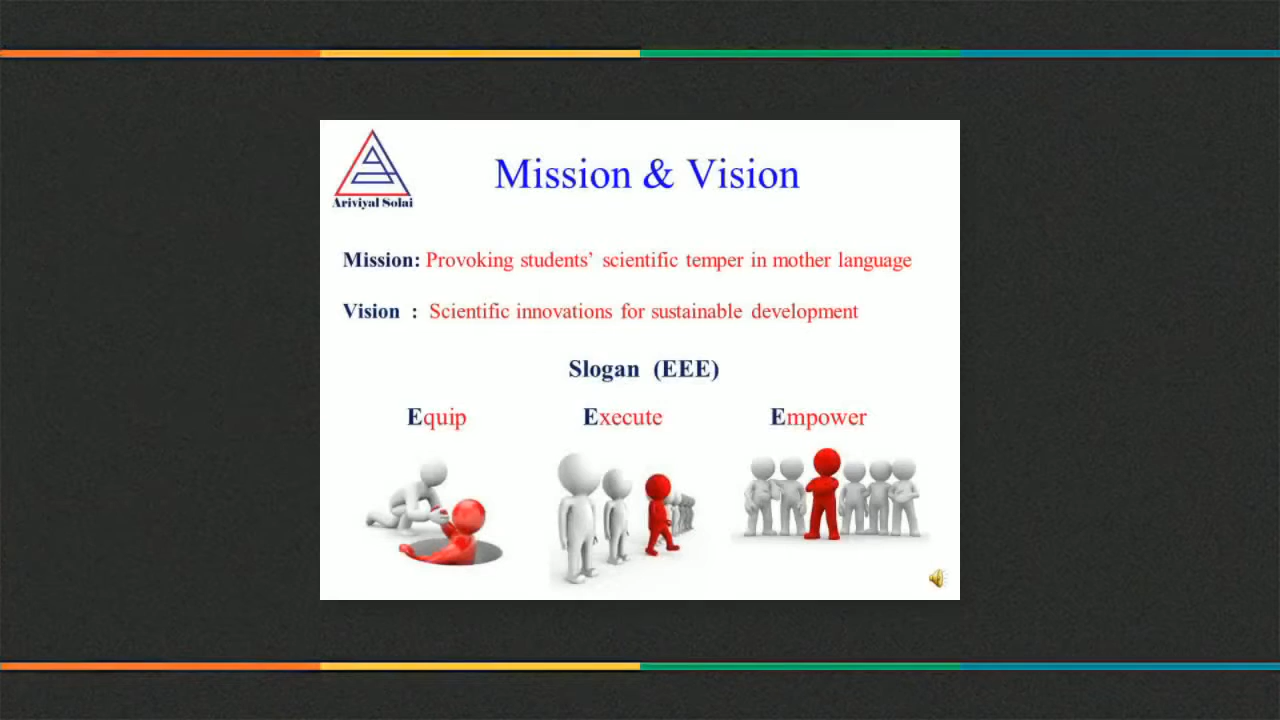 Ariviyal Solai
Mission & Vision
Mission: Provoking students’ scientific temper in mother language
Vision : Scientific innovations for sustainable development
Slogan (EEE)
Equip Execute Empower